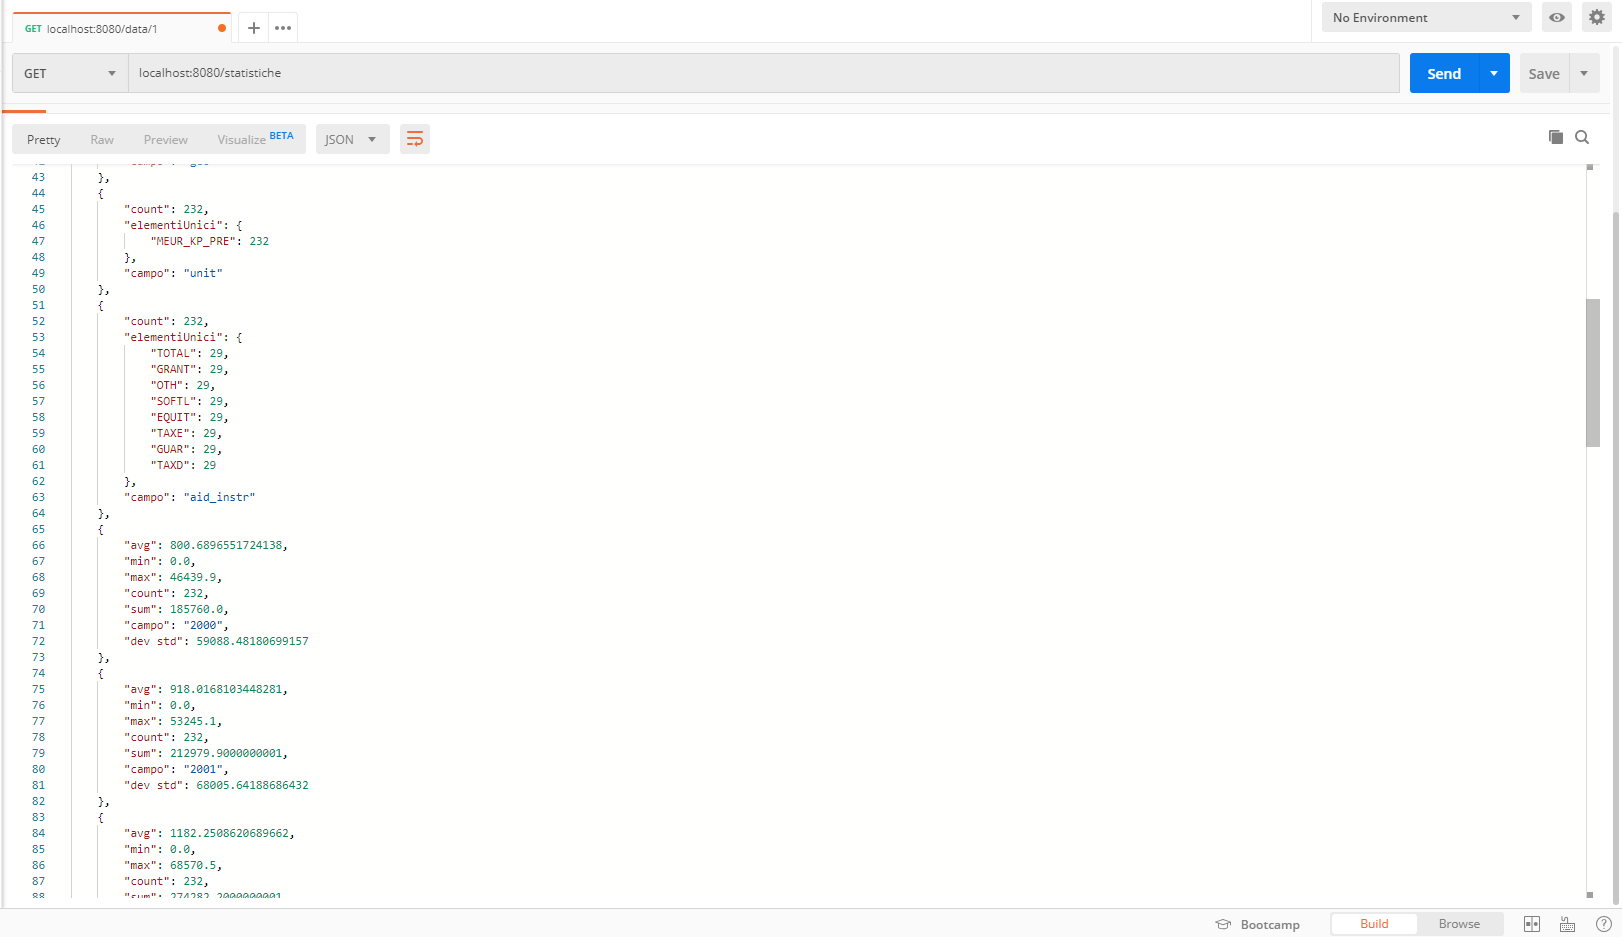 GET localhost:8080/data/1
No Environment
GET localhost:8080/statistiche Send Save
Pretty Raw Preview Visualize BETA JSON
43 },
44 {
45 "count": 232,
46 "elementiUnici": {
47 "MEUR_KP_PRE": 232
48 },
49 "campo": "unit"
50 },
51 {
52 "count": 232,
53 "elementiUnici": {
54 "TOTAL": 29,
55 "GRANT": 29,
56 "OTH": 29,
57 "SOFTL": 29,
58 "EQUIT": 29,
59 "TAXE": 29,
60 "GUAR": 29,
61 "TAXD": 29
62 },
63 "campo": "aid_instr"
64 },
65 {
66 "avg": 800.6896551724138,
67 "min": 0.0,
68 "max": 46439.9,
69 "count": 232,
70 "sum": 185760.0,
71 "campo": "2000",
72 "dev std": 59088.48180699157
73 },
74 {
75 "avg": 918.0168103448281,
76 "min": 0.0,
77 "max": 53245.1,
78 "count": 232,
79 "sum": 212979.9000000001,
80 "campo": "2001",
81 "dev std": 68005.64188686432
82 },
83 {
84 "avg": 1182.2508620689662,
85 "min": 0.0,
86 "max": 68570.5,
87 "count": 232,
88 "sum": 274282.2000000001
Bootcamp Build Browse